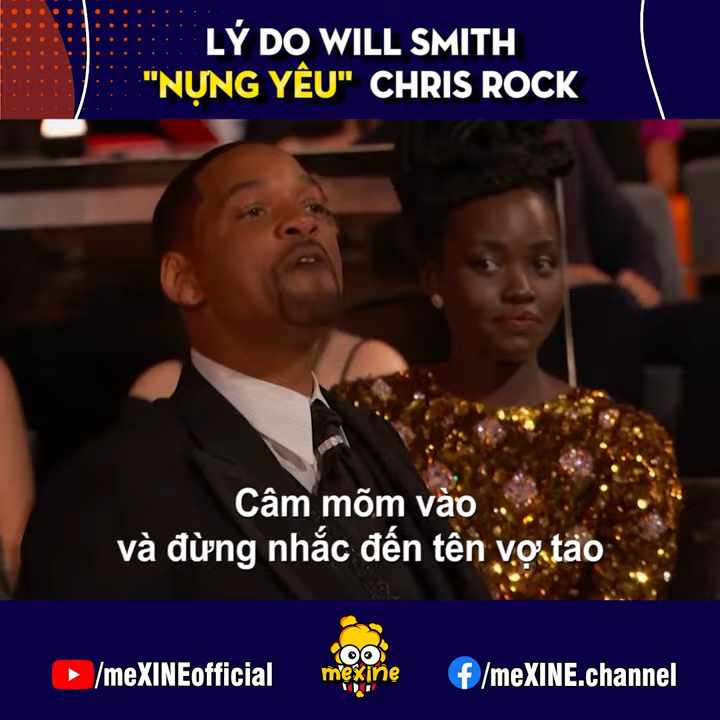 LÝ DO WILL SMITH
"NỰNG YÊU" CHRIS ROCK
Câm mõm vào
và đừng nhắc đến tên vợ tao
/meXINEofficial
mexine
/meXINE.channel